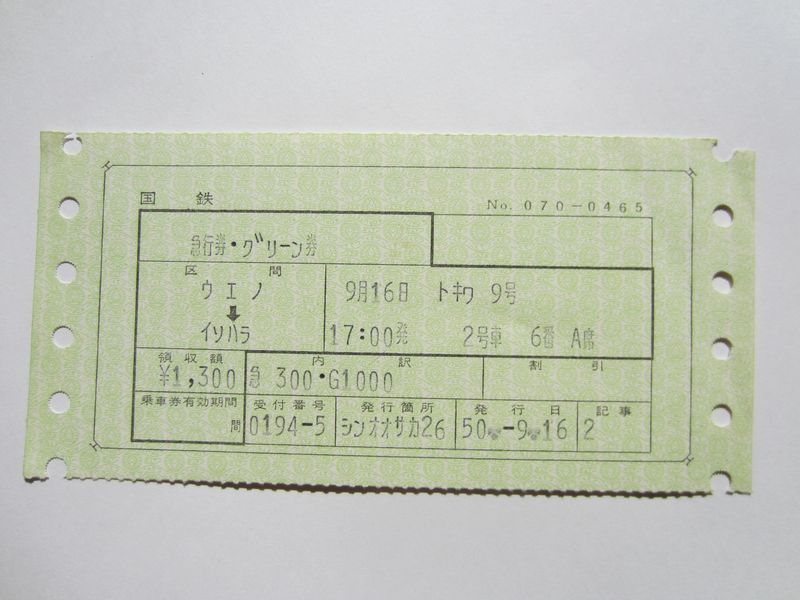 国鉄 No. 070-0465
急行券・グリーン券
区間
ウエノ 9月16日 トキワ 9号
⬇
イソハラ 17:00発 2号車 6番 A席
領収額 内訳 割引
¥1,300 急 300・G1000
乗車券有効期間 受付番号 発行箇所 発行日 記事
間 0194-5 シンオオサカ26 50.-9.16 2